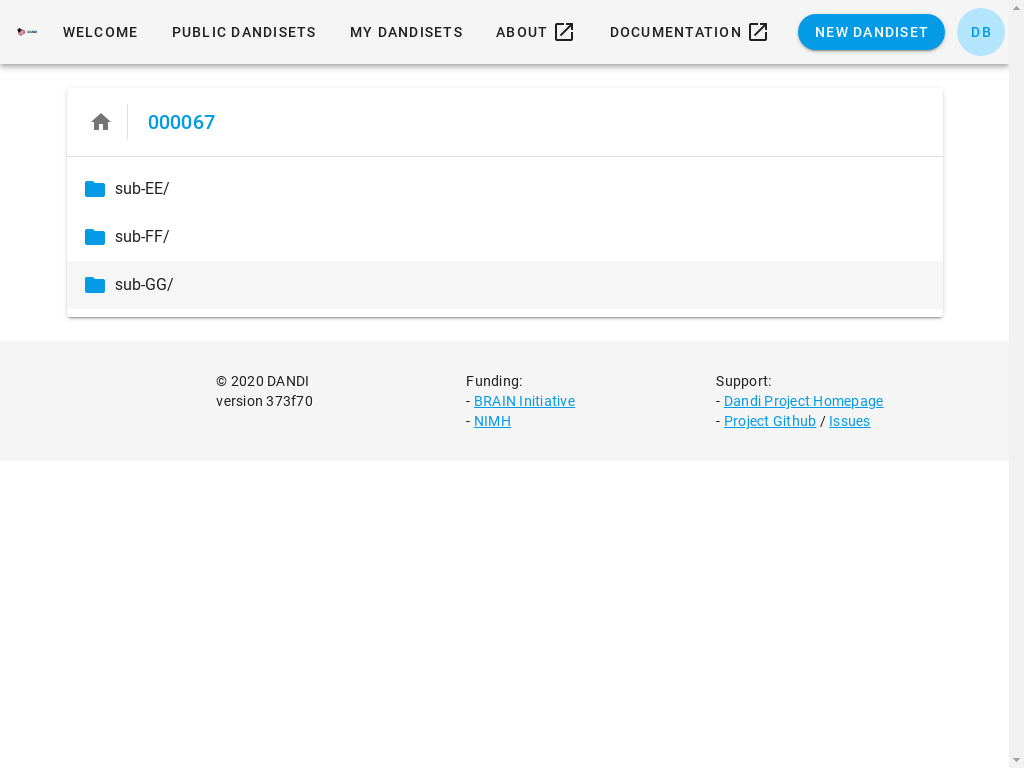 DANDI WELCOME PUBLIC DANDISETS MY DANDISETS ABOUT DOCUMENTATION NEW DANDISET DB
000067
sub-EE/
sub-FF/
sub-GG/
© 2020 DANDI
version 373f70
Funding:
- BRAIN Initiative
- NIMH
Support:
- Dandi Project Homepage
- Project Github / Issues